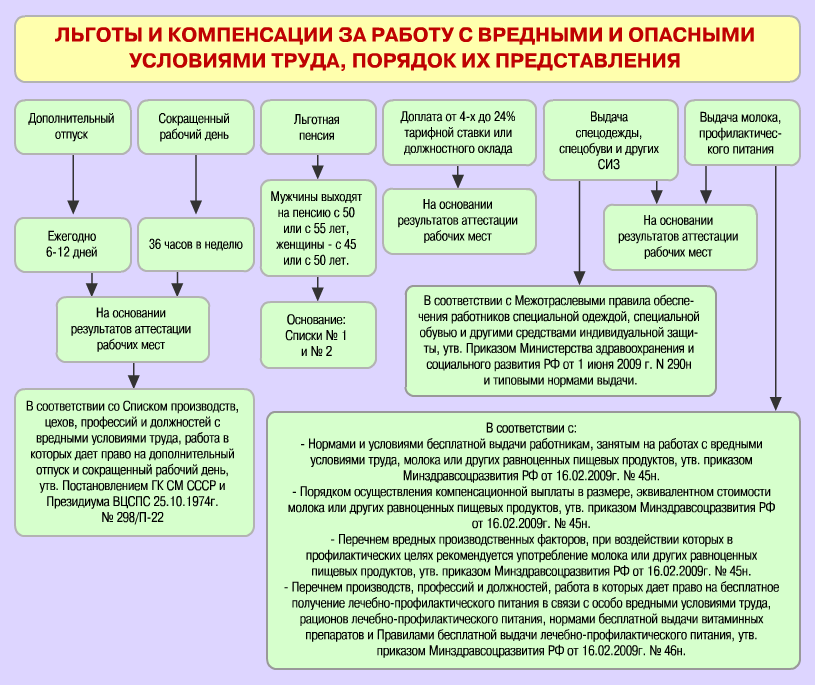 ЛЬГОТЫ И КОМПЕНСАЦИИ ЗА РАБОТУ С ВРЕДНЫМИ И ОПАСНЫМИ
УСЛОВИЯМИ ТРУДА, ПОРЯДОК ИХ ПРЕДСТАВЛЕНИЯ
Дополнительный
отпуск
Ежегодно
6-12 дней
Сокращенный
рабочий день
36 часов в неделю
На основании
результатов аттестации
рабочих мест
В соответствии со Списком производств,
цехов, профессий и должностей с
вредными условиями труда, работа в
которых дает право на дополнительный
отпуск и сокращенный рабочий день,
утв. Постановлением ГК СМ СССР и
Президиума ВЦСПС 25.10.1974г.
№ 298/П-22
Льготная
пенсия
Мужчины выходят
на пенсию с 50
или с 55 лет,
женщины - с 45
или с 50 лет.
Основание:
Списки № 1
и № 2
Доплата от 4-х до 24%
тарифной ставки или
должностного оклада
На основании
результатов аттестации
рабочих мест
Выдача
спецодежды,
спецобуви и других
СИЗ
Выдача молока,
профилактичес-
кого питания
На основании
результатов аттестации
рабочих мест
В соответствии с Межотраслевыми правила обеспе-
чения работников специальной одеждой, специальной
обувью и другими средствами индивидуальной защи-
ты, утв. Приказом Министерства здравоохранения и
социального развития РФ от 1 июня 2009 г. N 290н
и типовыми нормами выдачи.
В соответствии с:
- Нормами и условиями бесплатной выдачи работникам, занятым на работах с вредными
условиями труда, молока или других равноценных пищевых продуктов, утв. приказом
Минздравсоцразвития РФ от 16.02.2009г. № 45н.
- Порядком осуществления компенсационной выплаты в размере, эквивалентном стоимости
молока или других равноценных пищевых продуктов, утв. приказом Минздравсоцразвития РФ
от 16.02.2009г. № 45н.
- Перечнем вредных производственных факторов, при воздействии которых в
профилактических целях рекомендуется употребление молока или других равноценных
пищевых продуктов, утв. приказом Минздравсоцразвития РФ от 16.02.2009г. № 45н.
- Перечнем производств, профессий и должностей, работа в которых дает право на бесплатное
получение лечебно-профилактического питания в связи с особо вредными условиями труда,
рационов лечебно-профилактического питания, нормами бесплатной выдачи витаминных
препаратов и Правилами бесплатной выдачи лечебно-профилактического питания, утв.
приказом Минздравсоцразвития РФ от 16.02.2009г. № 46н.